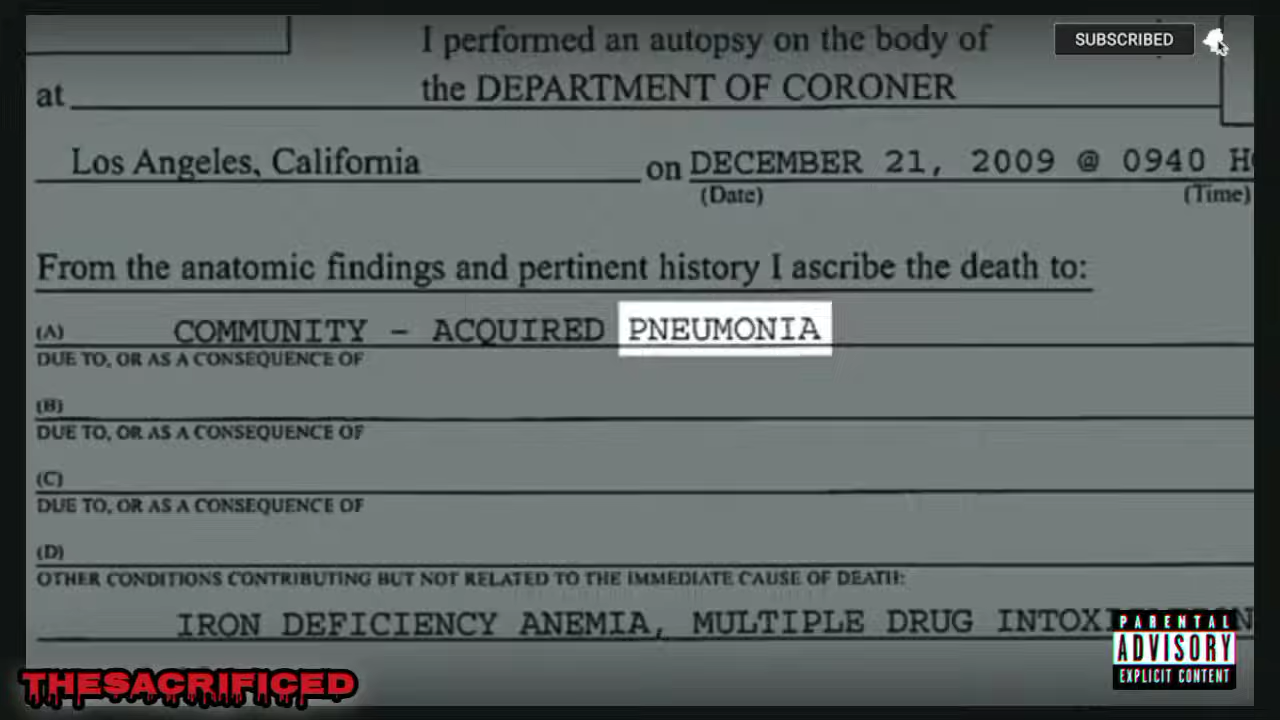 I performed an autopsy on the body of
SUBSCRIBED
at
the DEPARTMENT OF CORONER
Los Angeles, California on DECEMBER 21, 2009 @ 0940
(Date) (Time)
From the anatomic findings and pertinent history I ascribe the death to:
(A) COMMUNITY - ACQUIRED PNEUMONIA
DUE TO, OR AS A CONSEQUENCE OF
(B)
DUE TO, OR AS A CONSEQUENCE OF
(C)
DUE TO, OR AS A CONSEQUENCE OF
(D)
OTHER CONDITIONS CONTRIBUTING BUT NOT RELATED TO THE IMMEDIATE CAUSE OF DEATH:
IRON DEFICIENCY ANEMIA, MULTIPLE DRUG
THESACRIFICED
PARENTAL
ADVISORY
EXPLICIT CONTENT